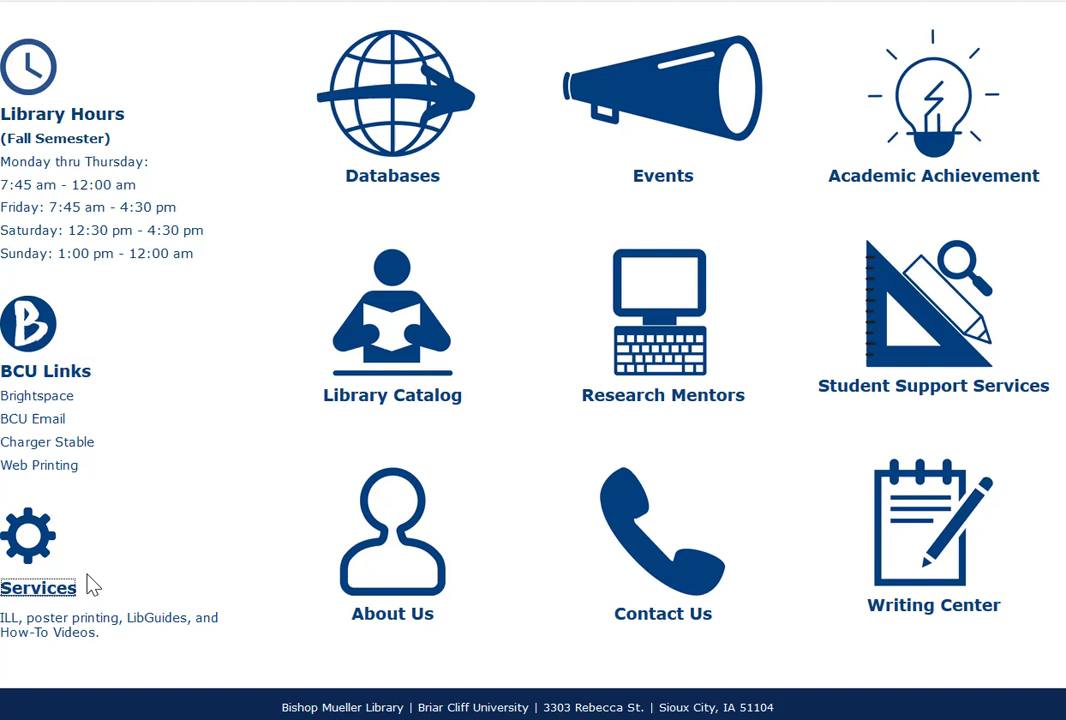 Library Hours
(Fall Semester)
Monday thru Thursday:
7:45 am - 12:00 am
Friday: 7:45 am - 4:30 pm
Saturday: 12:30 pm - 4:30 pm
Sunday: 1:00 pm - 12:00 am
B
BCU Links
Brightspace
BCU Email
Charger Stable
Web Printing
Services
ILL, poster printing, LibGuides, and
How-To Videos.
Databases
Events
Academic Achievement
Library Catalog
Research Mentors
Student Support Services
About Us
Contact Us
Writing Center
Bishop Mueller Library | Briar Cliff University | 3303 Rebecca St. | Sioux City, IA 51104